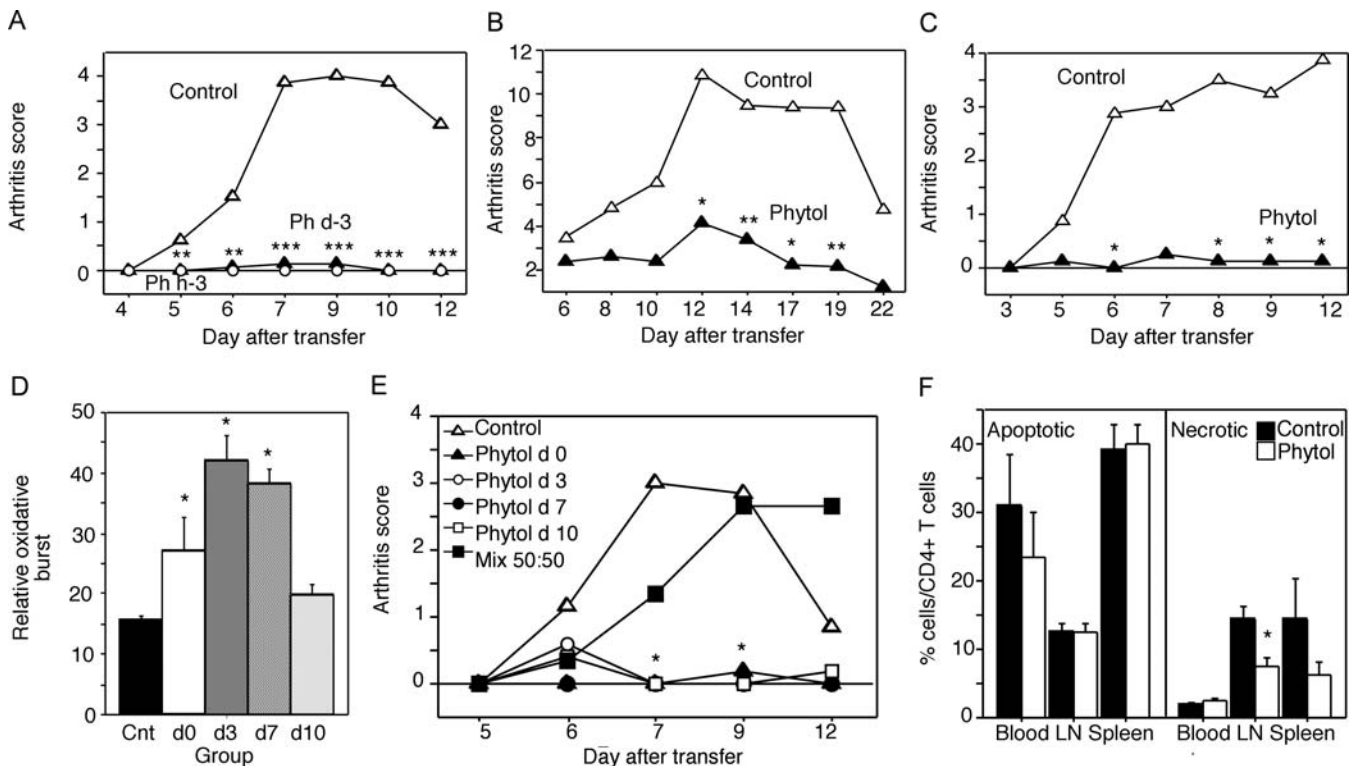 A
Arthritis score
4
3
2
1
0
Control
Ph d-3
** ** *** *** *** ***
Ph h-3
4 5 6 7 9 10 12
Day after transfer
B
Arthritis score
12
10
8
6
4
2
Control
Phytol
* ** * **
6 8 10 12 14 17 19 22
Day after transfer
C
Arthritis score
4
3
2
1
0
Control
Phytol
* * * *
3 5 6 7 8 9 12
Day after transfer
D
Relative oxidative
burst
50
40
30
20
10
0
* * *
Cnt d0 d3 d7 d10
Group
E
Arthritis score
4
3
2
1
0
Control
Phytol d 0
Phytol d 3
Phytol d 7
Phytol d 10
Mix 50:50
* *
5 6 7 9 12
Day after transfer
F
% cells/CD4+ T cells
40
30
20
10
0
Apoptotic
Necrotic
Control
Phytol
*
Blood LN Spleen
Blood LN Spleen